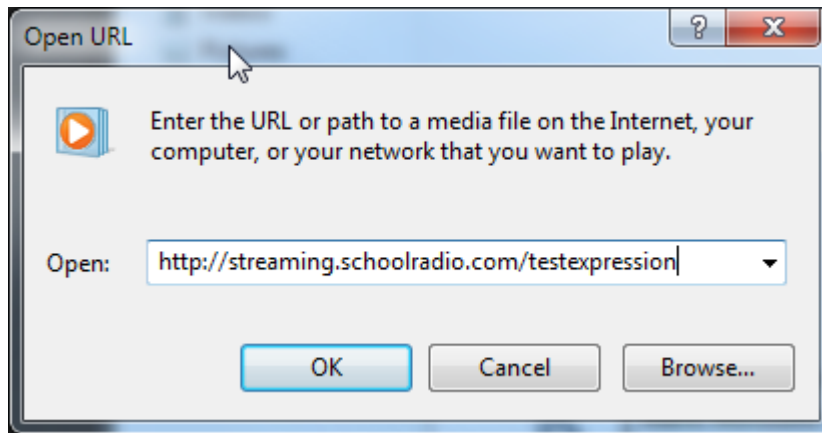 Open URL
Enter the URL or path to a media file on the Internet, your
computer, or your network that you want to play.
Open: http://streaming.schoolradio.com/testexpression
OK Cancel Browse...